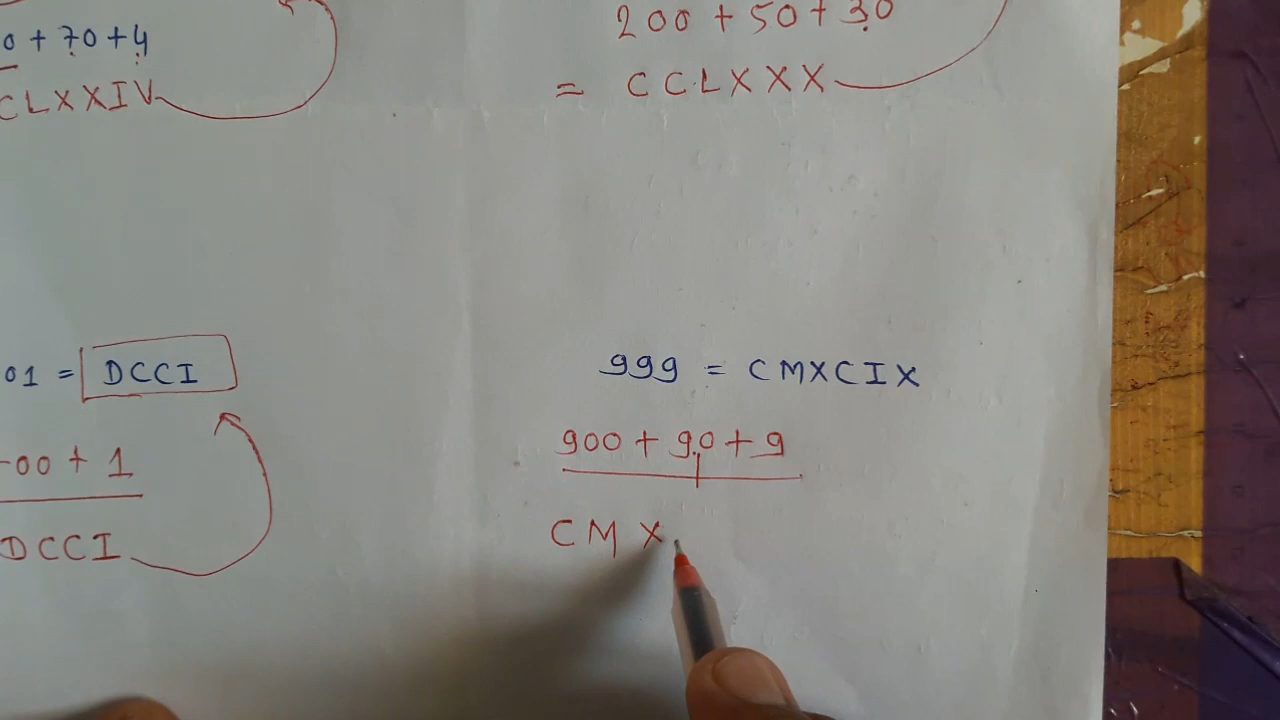 0 + 70 + 4
CLXXIV
200 + 50 + 30
= CCLXXX
01 = DCCI
00 + 1
DCCI
999 = CMXCIX
900 + 90 + 9
CMX